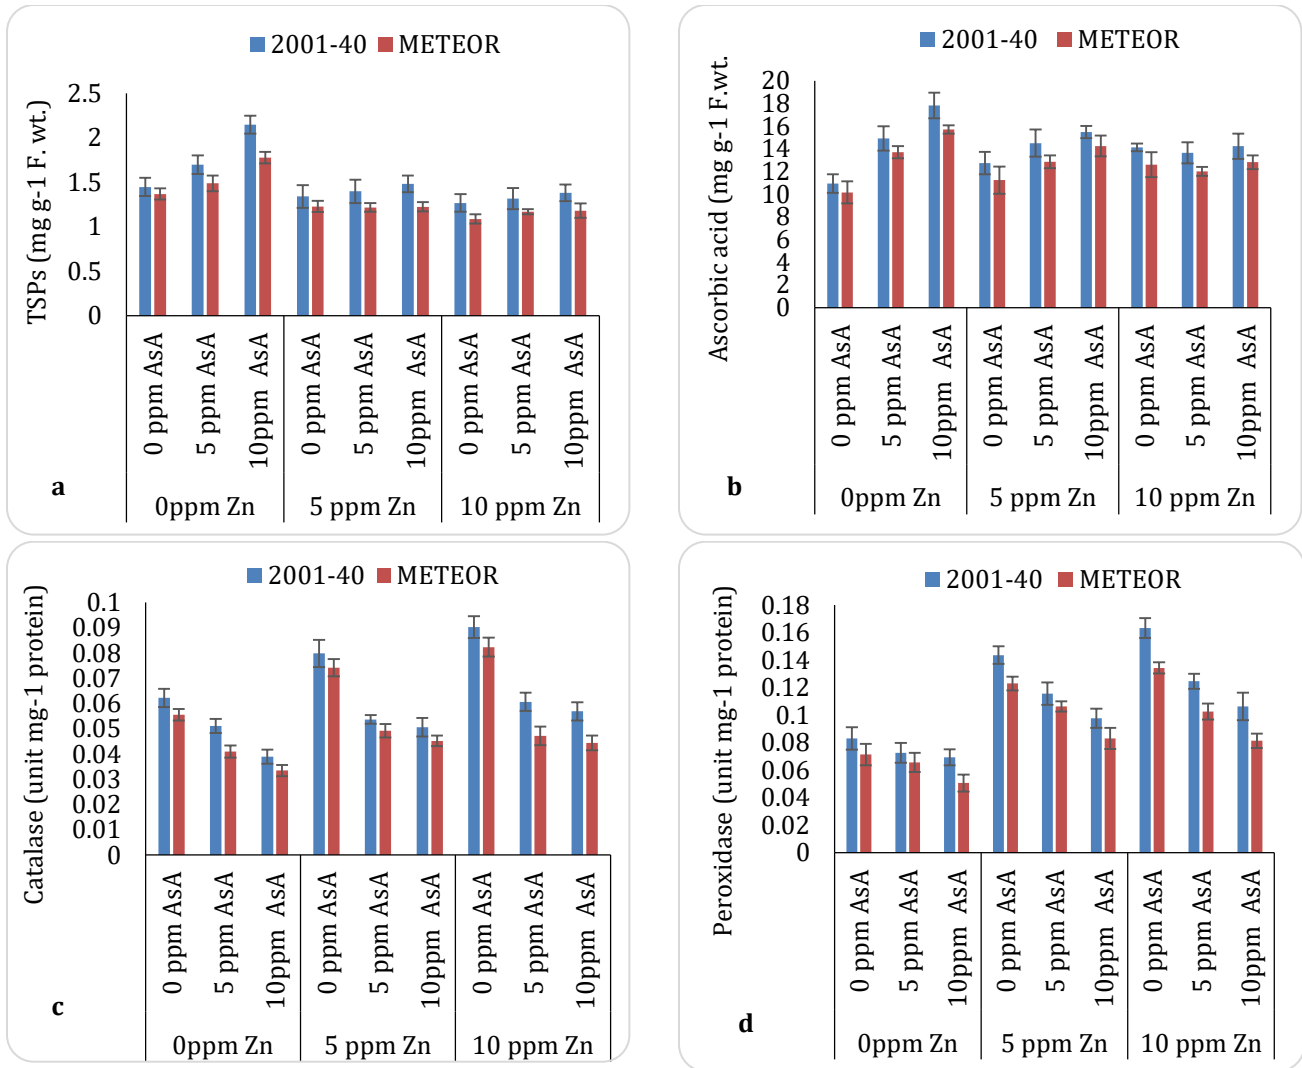 2001-40 METEOR
TSPs (mg g-1 F. wt.)
2.5
2
1.5
1
0.5
0
0 ppm AsA
5 ppm AsA
10ppm  AsA
0 ppm AsA
5 ppm AsA
10ppm  AsA
0 ppm AsA
5 ppm AsA
10ppm  AsA
0ppm Zn 5 ppm Zn 10 ppm Zn
a
2001-40 METEOR
Ascorbic acid (mg g-1 F.wt.
20
18
16
14
12
10
8
6
4
2
0
0 ppm AsA
5 ppm AsA
10ppm  AsA
0 ppm AsA
5 ppm AsA
10ppm  AsA
0 ppm AsA
5 ppm AsA
10ppm  AsA
0ppm Zn 5 ppm Zn 10 ppm Zn
b
2001-40 METEOR
Catalase (unit mg-1 protein)
0.1
0.09
0.08
0.07
0.06
0.05
0.04
0.03
0.02
0.01
0
0 ppm AsA
5 ppm AsA
10ppm  AsA
0 ppm AsA
5 ppm AsA
10ppm  AsA
0 ppm AsA
5 ppm AsA
10ppm  AsA
0ppm Zn 5 ppm Zn 10 ppm Zn
c
2001-40 METEOR
Peroxidase (unit mg-1 protein)
0.18
0.16
0.14
0.12
0.1
0.08
0.06
0.04
0.02
0
0 ppm AsA
5 ppm AsA
10ppm  AsA
0 ppm AsA
5 ppm AsA
10ppm  AsA
0 ppm AsA
5 ppm AsA
10ppm  AsA
0ppm Zn 5 ppm Zn 10 ppm Zn
d